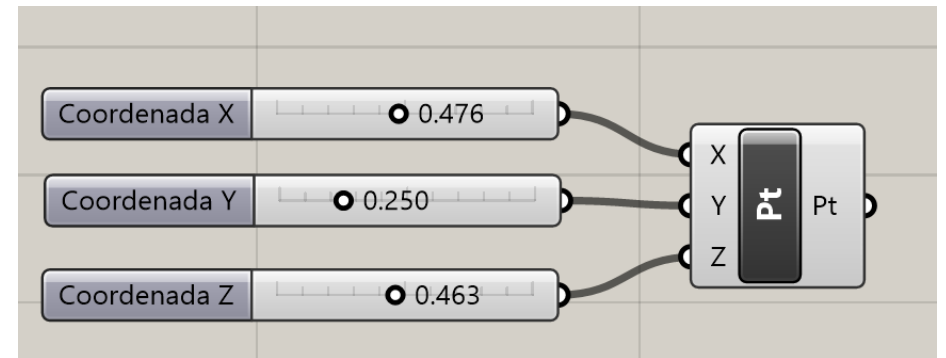 Coordenada X 0.476
Coordenada Y 0.250
Coordenada Z 0.463
X
Y
Z
Pt
Pt